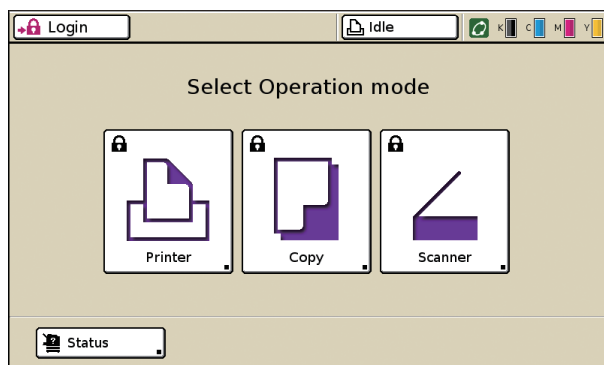 Login
Idle
K C M Y
Select Operation mode
Printer
Copy
Scanner
Status